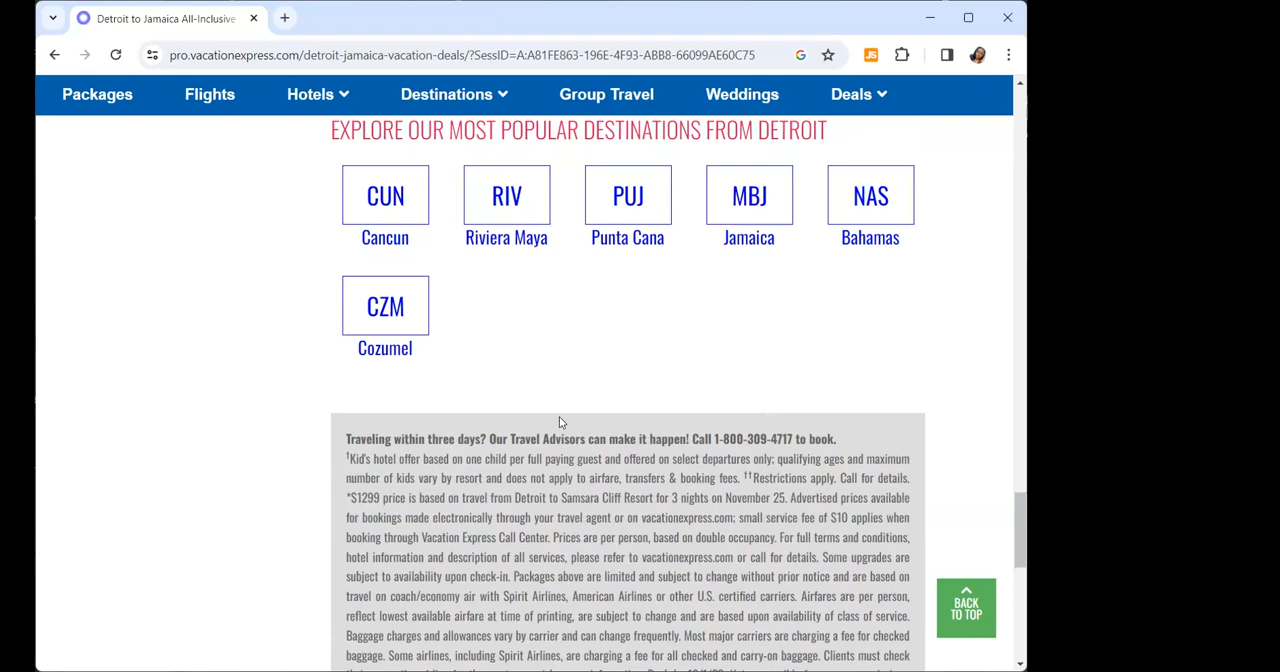 Detroit to Jamaica All-Inclusive
pro.vacationexpress.com/detroit-jamaica-vacation-deals/?SessID=A:A81FE863-196E-4F93-ABB8-66099AE60C75
Packages Flights Hotels Destinations Group Travel Weddings Deals
EXPLORE OUR MOST POPULAR DESTINATIONS FROM DETROIT
CUN RIV PUJ MBJ NAS
Cancun Riviera Maya Punta Cana Jamaica Bahamas
CZM
Cozumel
Traveling within three days? Our Travel Advisors can make it happen! Call 1-800-309-4717 to book.
†Kid's hotel offer based on one child per full paying guest and offered on select departures only; qualifying ages and maximum
number of kids vary by resort and does not apply to airfare, transfers & booking fees. ††Restrictions apply. Call for details.
*$1299 price is based on travel from Detroit to Samsara Cliff Resort for 3 nights on November 25. Advertised prices available
for bookings made electronically through your travel agent or on vacationexpress.com; small service fee of $10 applies when
booking through Vacation Express Call Center. Prices are per person, based on double occupancy. For full terms and conditions,
hotel information and description of all services, please refer to vacationexpress.com or call for details. Some upgrades are
subject to availability upon check-in. Packages above are limited and subject to change without prior notice and are based on
travel on coach/economy air with Spirit Airlines, American Airlines or other U.S. certified carriers. Airfares are per person,
reflect lowest available airfare at time of printing, are subject to change and are based upon availability of class of service.
Baggage charges and allowances vary by carrier and can change frequently. Most major carriers are charging a fee for checked
baggage. Some airlines, including Spirit Airlines, are charging a fee for all checked and carry-on baggage. Clients must check
BACK
TO TOP
JS